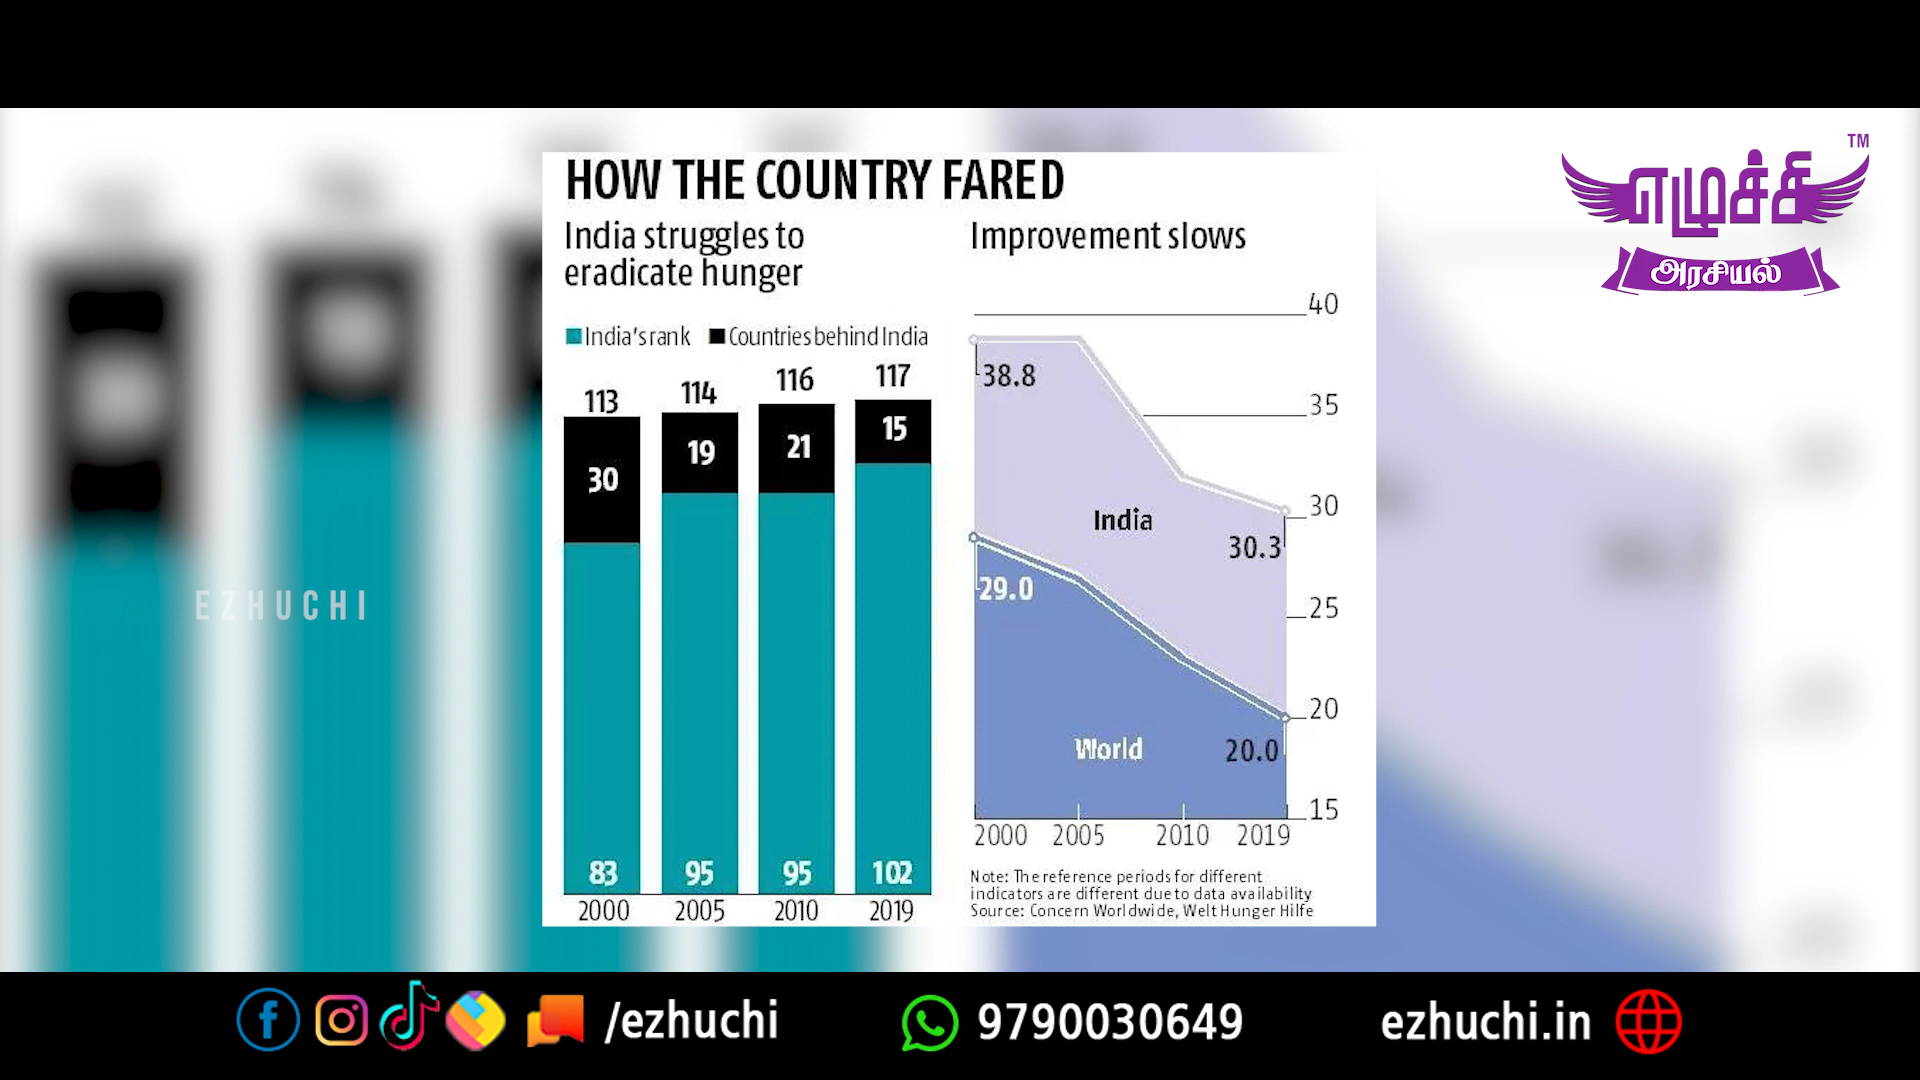 TM
எழுச்சி
அரசியல்
HOW THE COUNTRY FARED
India struggles to
eradicate hunger
India's rank
Countries behind India
113
114
116
117
30
19
21
15
83
95
95
102
2000
2005
2010
2019
Improvement slows
40
35
30
25
20
15
38.8
India
30.3
29.0
World
20.0
2000
2005
2010
2019
Note: The reference periods for different
indicators are different due to data availability
Source: Concern Worldwide, Welt Hunger Hilfe
EZHUCHI
/ezhuchi
9790030649
ezhuchi.in